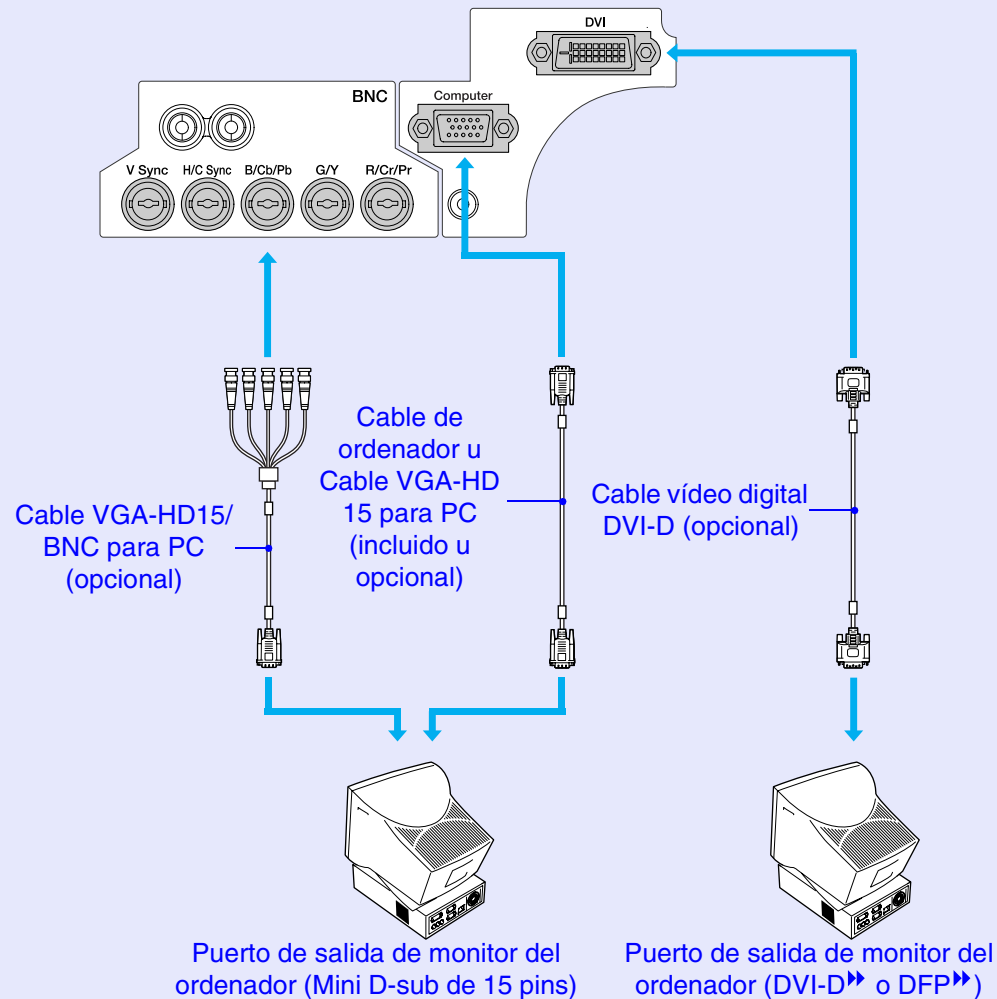 DVI
BNC
Computer
V Sync
H/C Sync
B/Cb/Pb
G/Y
R/Cr/Pr
Cable VGA-HD15/
BNC para PC
(opcional)
Cable de
ordenador u
Cable VGA-HD
15 para PC
(incluido u
opcional)
Cable vídeo digital
DVI-D (opcional)
Puerto de salida de monitor del
ordenador (Mini D-sub de 15 pins)
Puerto de salida de monitor del
ordenador (DVI-D o DFP)